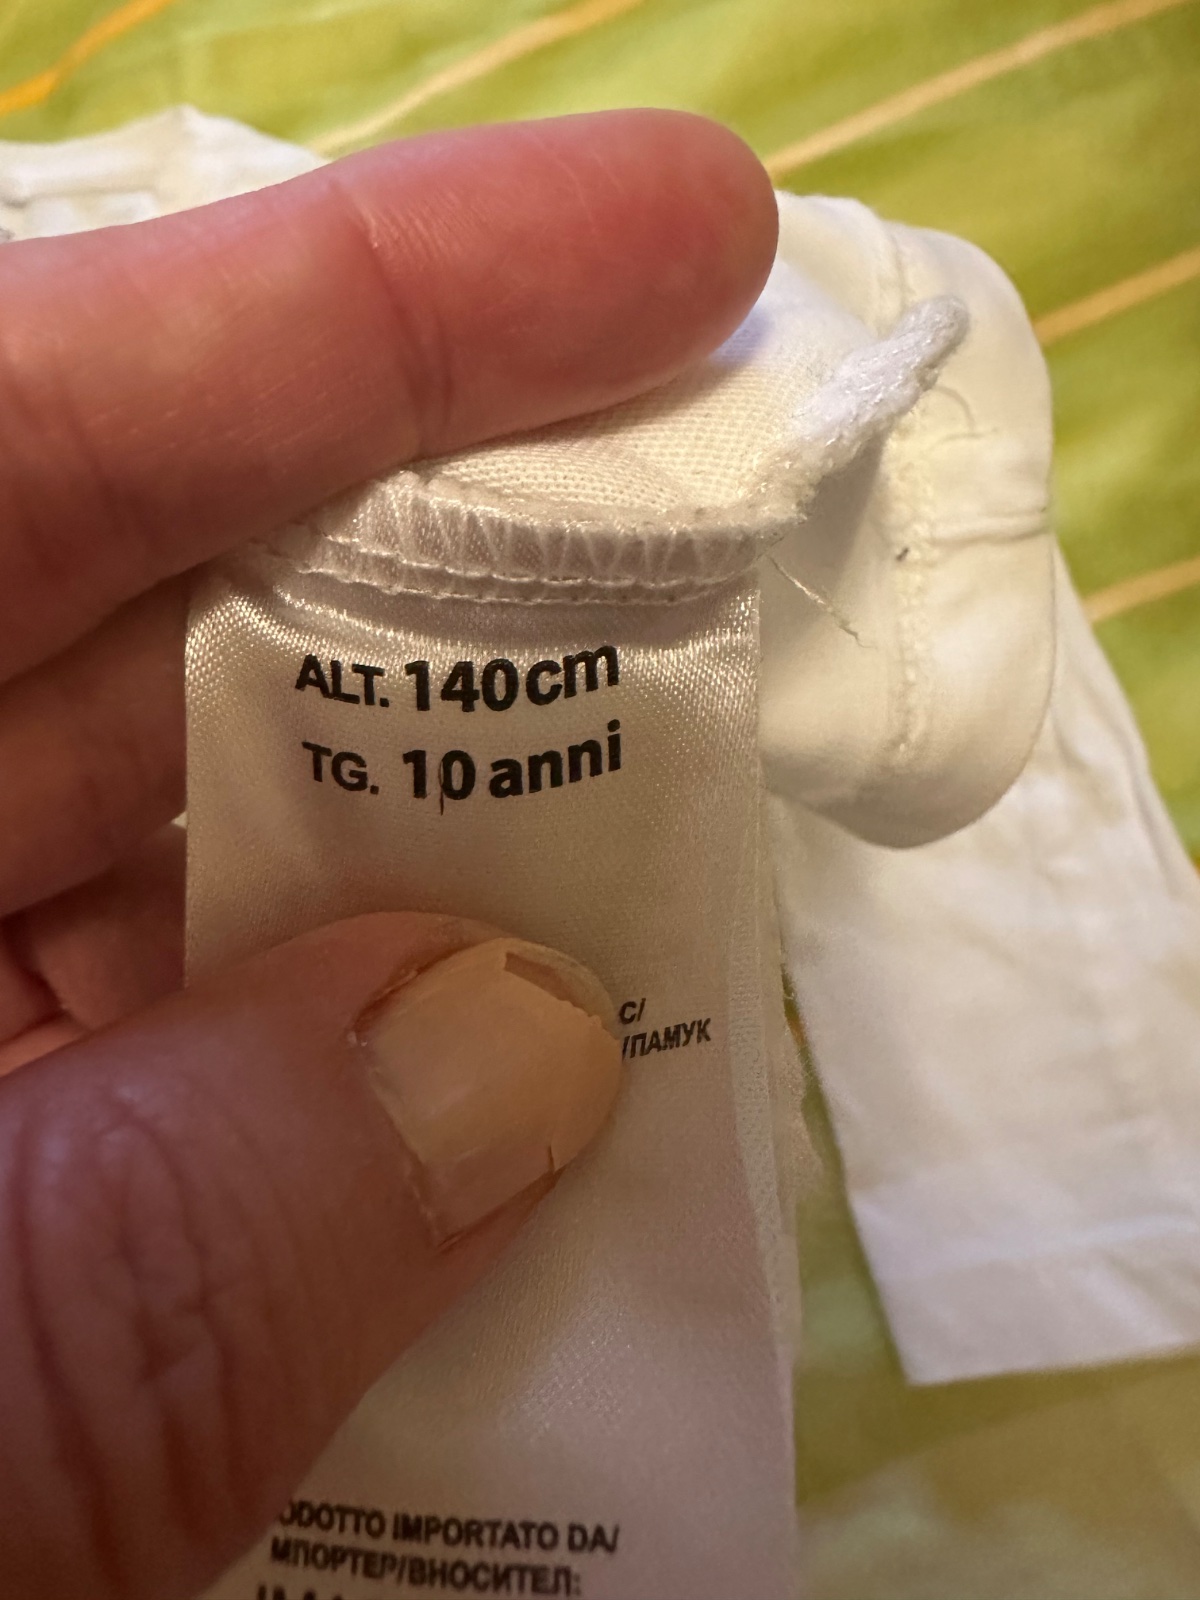 ALT. 140cm
TG. 10 anni
C/
/ПАМУК
ODOTTO IMPORTATO DA/
МПОРТЕР/ВНОСИТЕЛ: